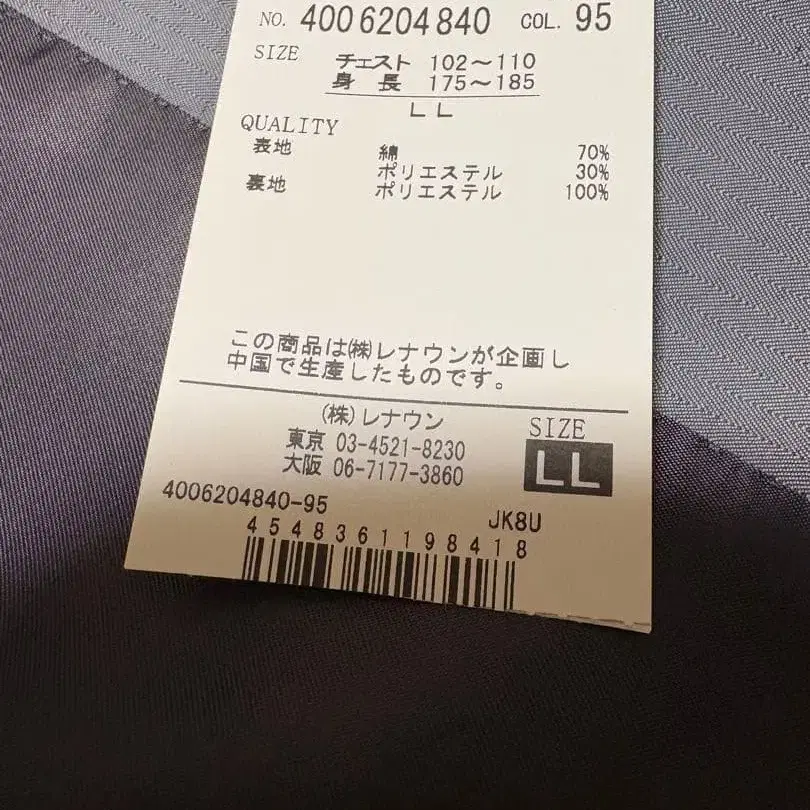 NO. 4006204840 COL. 95
SIZE チェスト 102〜110
身長 175〜185
LL
QUALITY
表地 綿 70%
ポリエステル 30%
裏地 ポリエステル 100%
この商品は㈱レナウンが企画し
中国で生産したものです。
(株)レナウン
東京 03-4521-8230
大阪 06-7177-3860
SIZE
LL
4006204840-95
JK8U
4548361198418